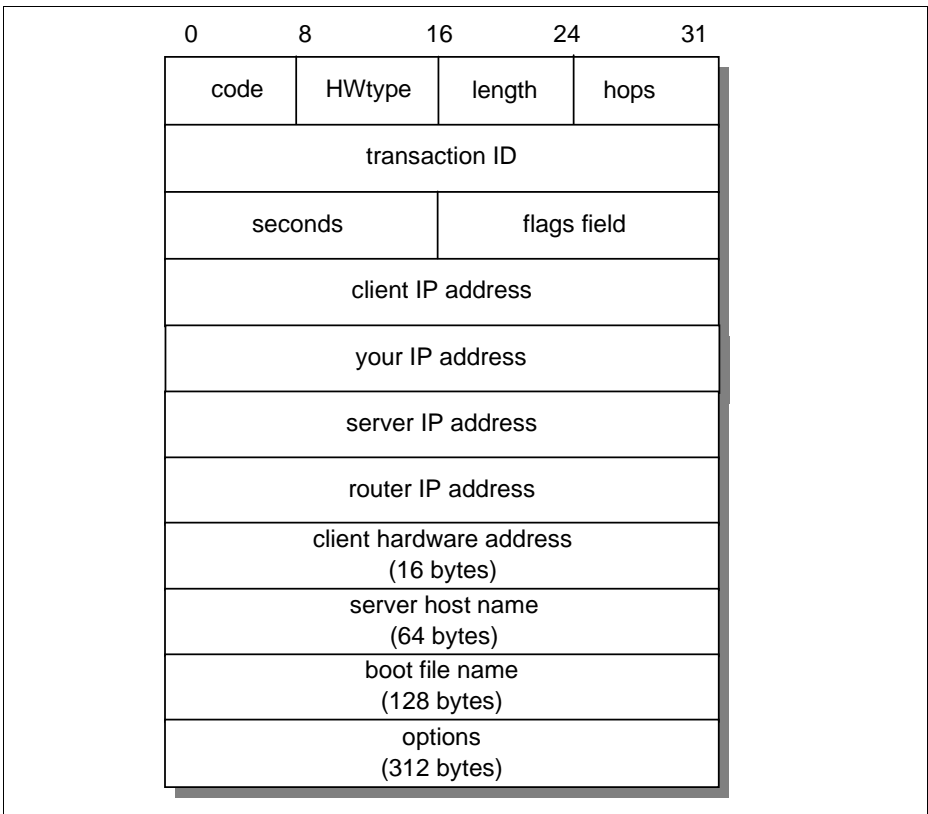 0 8 16 24 31
code HWtype length hops
transaction ID
seconds flags field
client IP address
your IP address
server IP address
router IP address
client hardware address
(16 bytes)
server host name
(64 bytes)
boot file name
(128 bytes)
options
(312 bytes)